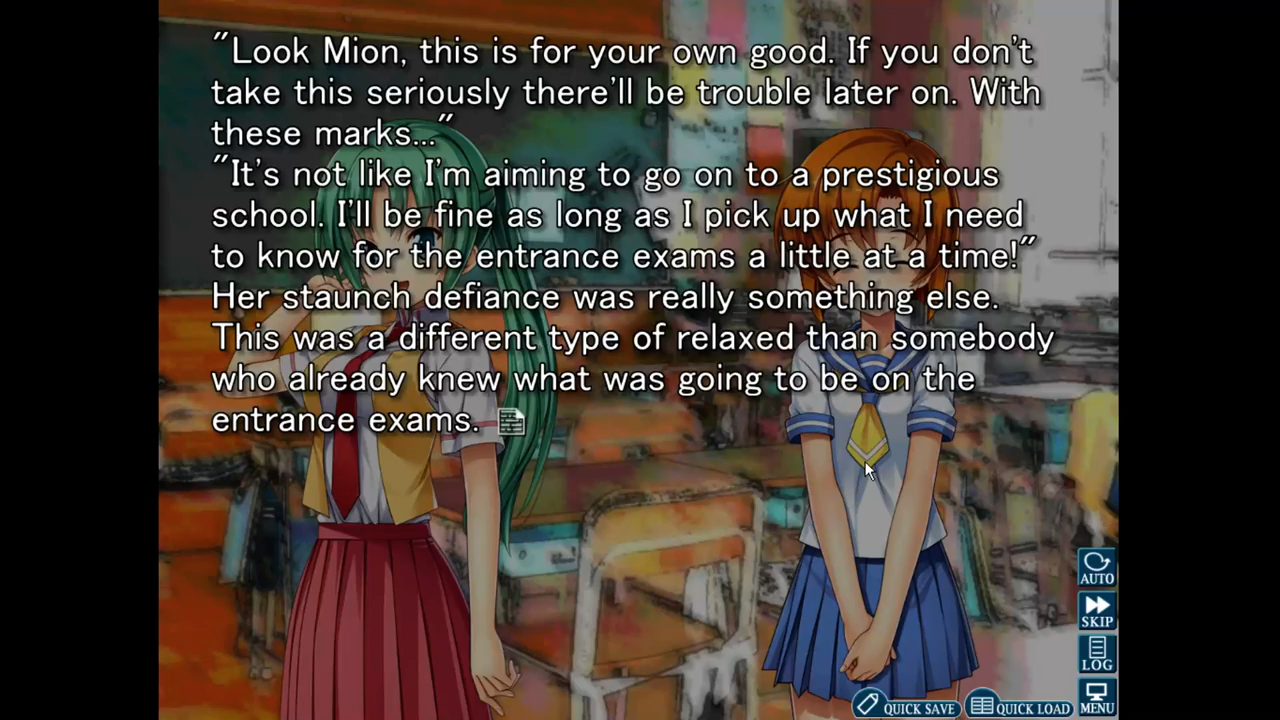 "Look Mion, this is for your own good. If you don't
take this seriously there'll be trouble later on. With
these marks..."
"It's not like I'm aiming to go on to a prestigious
school. I'll be fine as long as I pick up what I need
to know for the entrance exams a little at a time!"
Her staunch defiance was really something else.
This was a different type of relaxed than somebody
who already knew what was going to be on the
entrance exams.
AUTO
SKIP
LOG
MENU
QUICK SAVE
QUICK LOAD